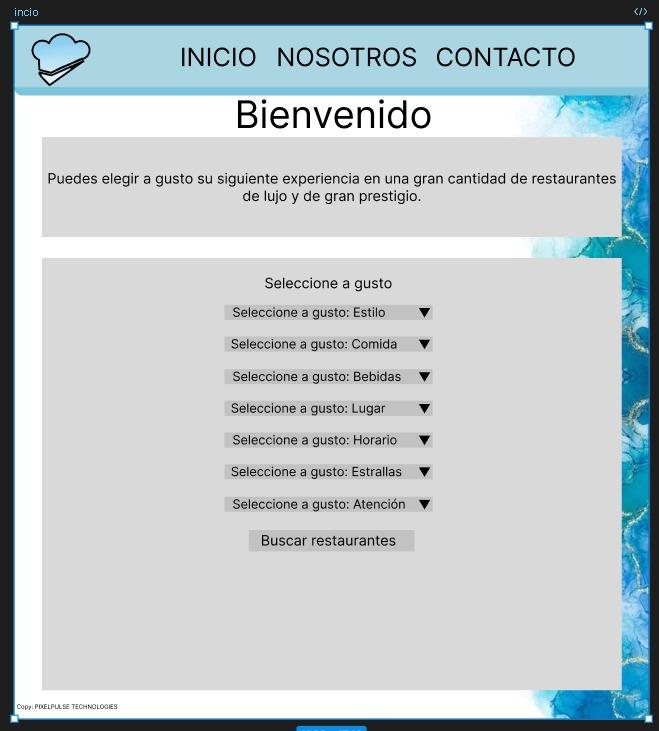 incio
INICIO NOSOTROS CONTACTO
Bienvenido
Puedes elegir a gusto su siguiente experiencia en una gran cantidad de restaurantes
de lujo y de gran prestigio.
Seleccione a gusto
Seleccione a gusto: Estilo
Seleccione a gusto: Comida
Seleccione a gusto: Bebidas
Seleccione a gusto: Lugar
Seleccione a gusto: Horario
Seleccione a gusto: Estrallas
Seleccione a gusto: Atención
Buscar restaurantes
Copy: PIXELPULSE TECHNOLOGIES